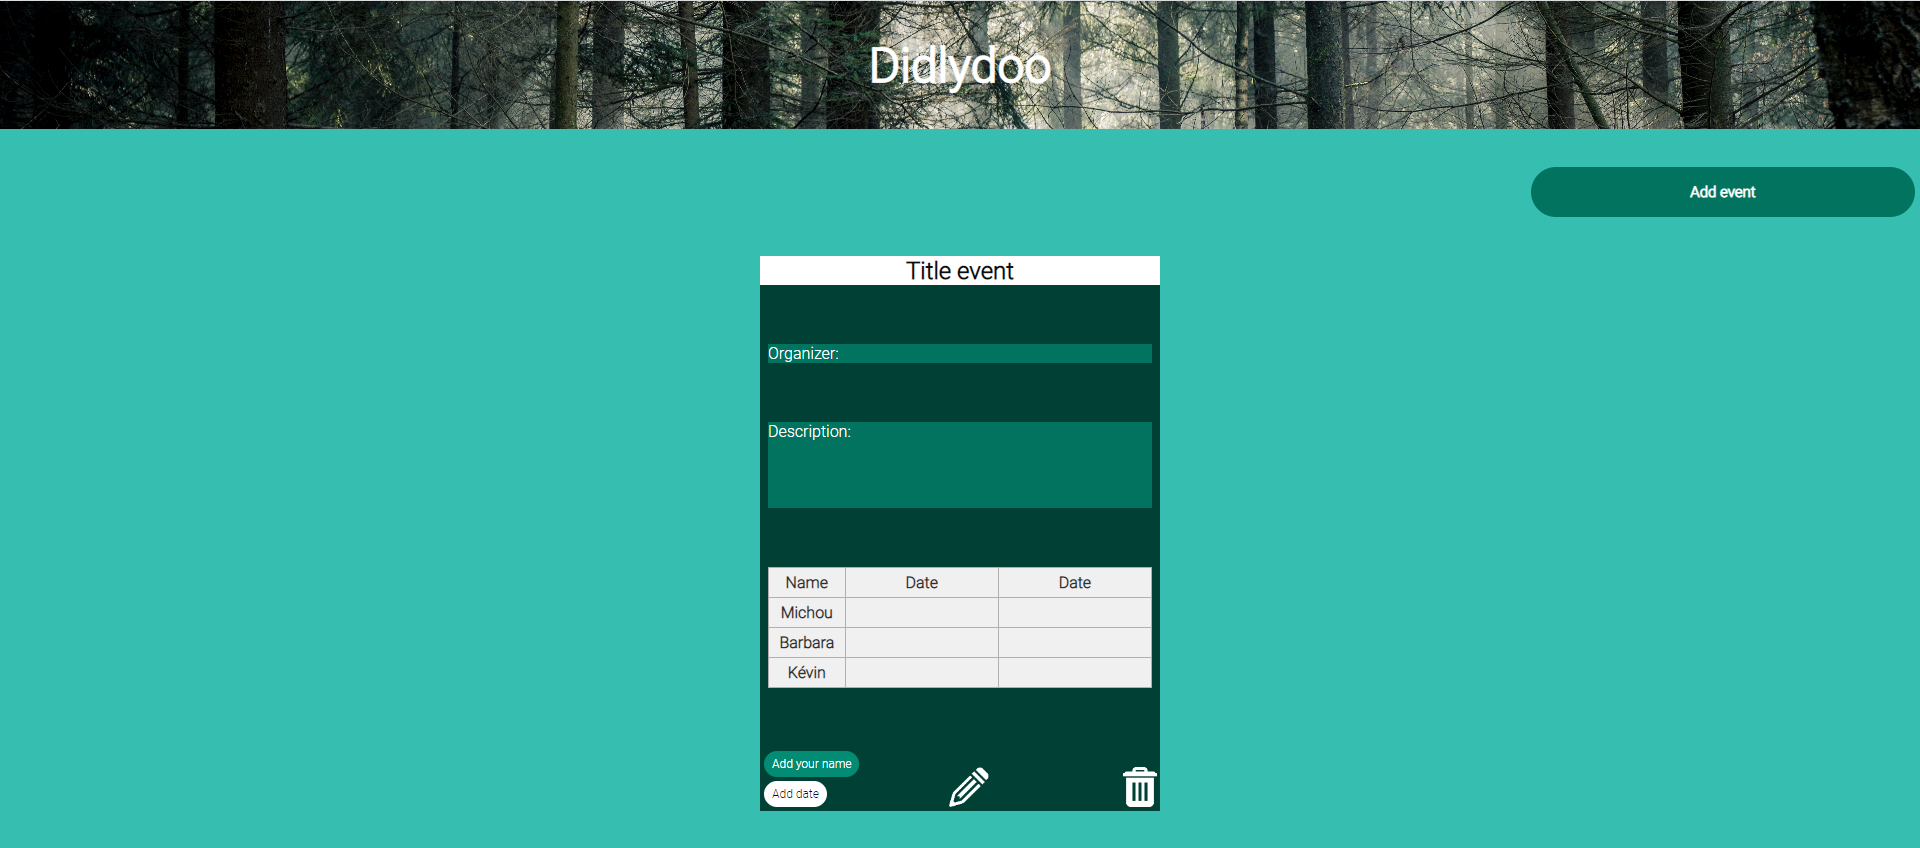 Didlydoo
Add event
Title event
Organizer:
Description:
Name Date Date
Michou
Barbara
Kévin
Add your name
Add date